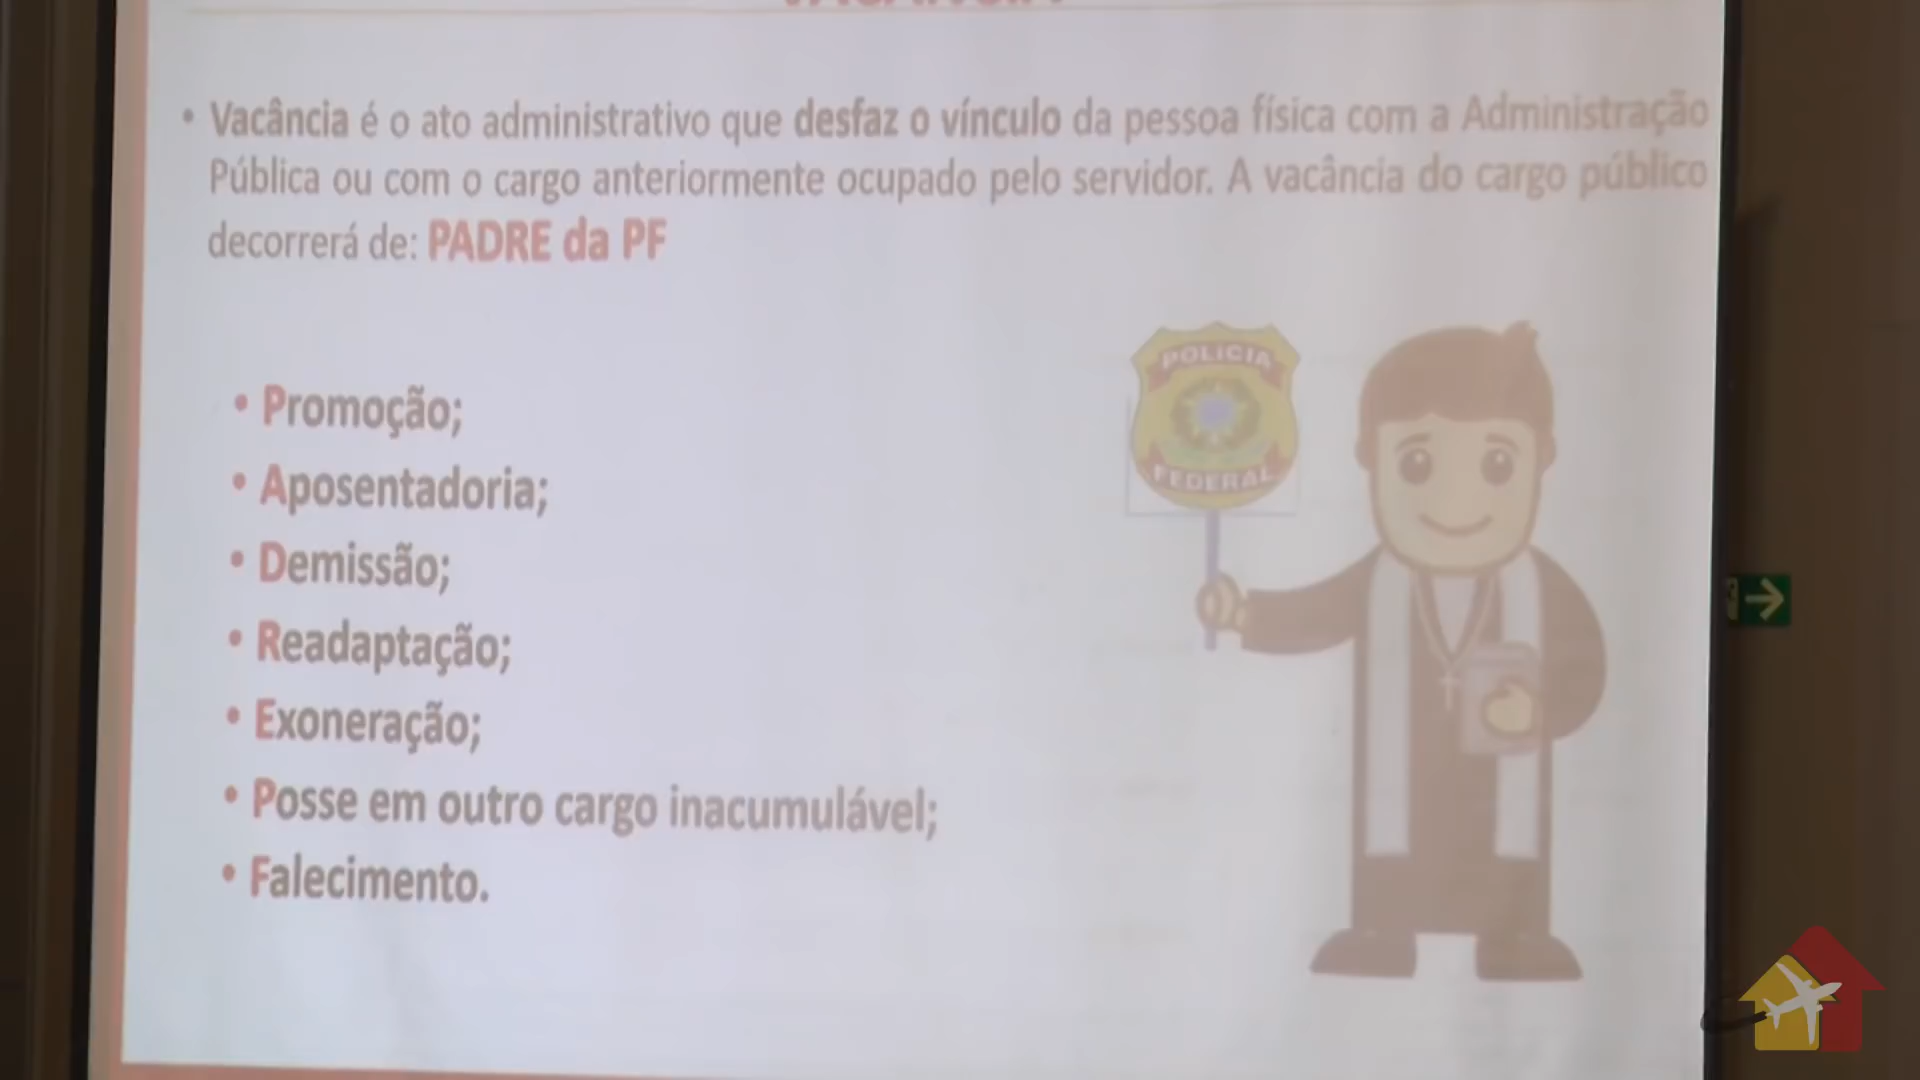 • Vacância é o ato administrativo que desfaz o vínculo da pessoa física com a Administração
Pública ou com o cargo anteriormente ocupado pelo servidor. A vacância do cargo público
decorrerá de: PADRE da PF
• Promoção;
• Aposentadoria;
• Demissão;
• Readaptação;
• Exoneração;
• Posse em outro cargo inacumulável;
• Falecimento.
POLÍCIA
FEDERAL